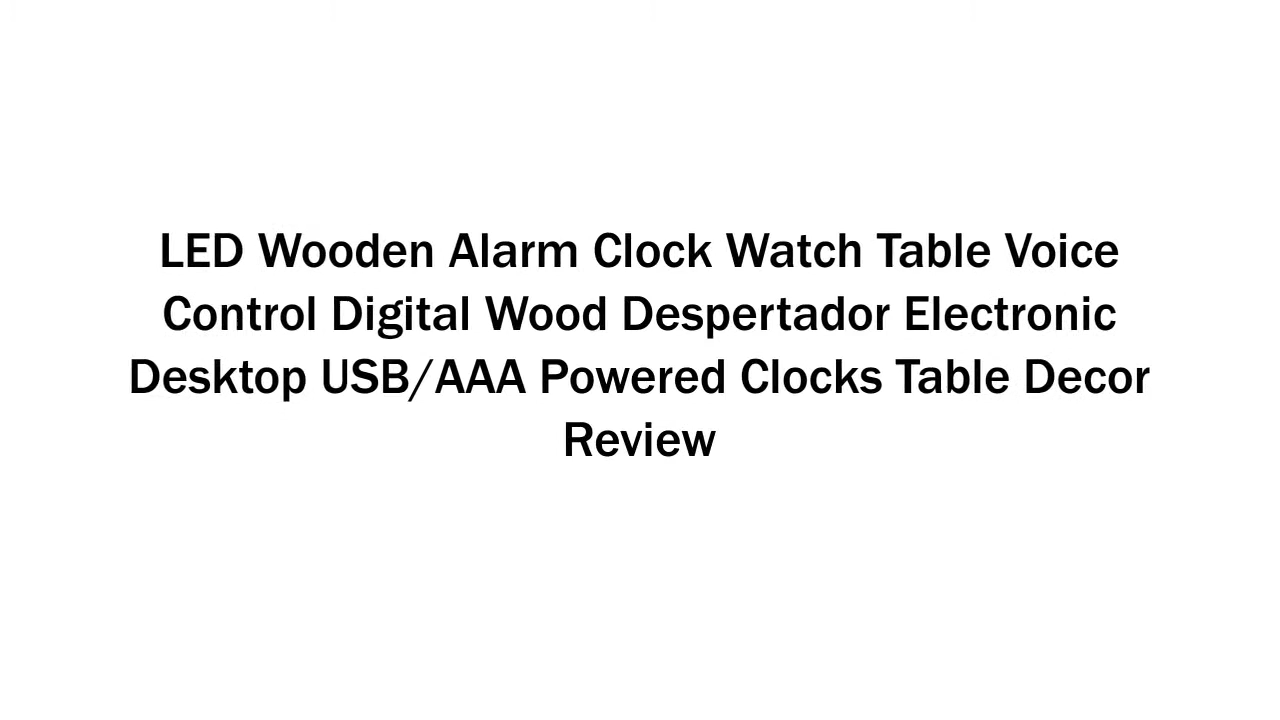 LED Wooden Alarm Clock Watch Table Voice
Control Digital Wood Despertador Electronic
Desktop USB/AAA Powered Clocks Table Decor
Review